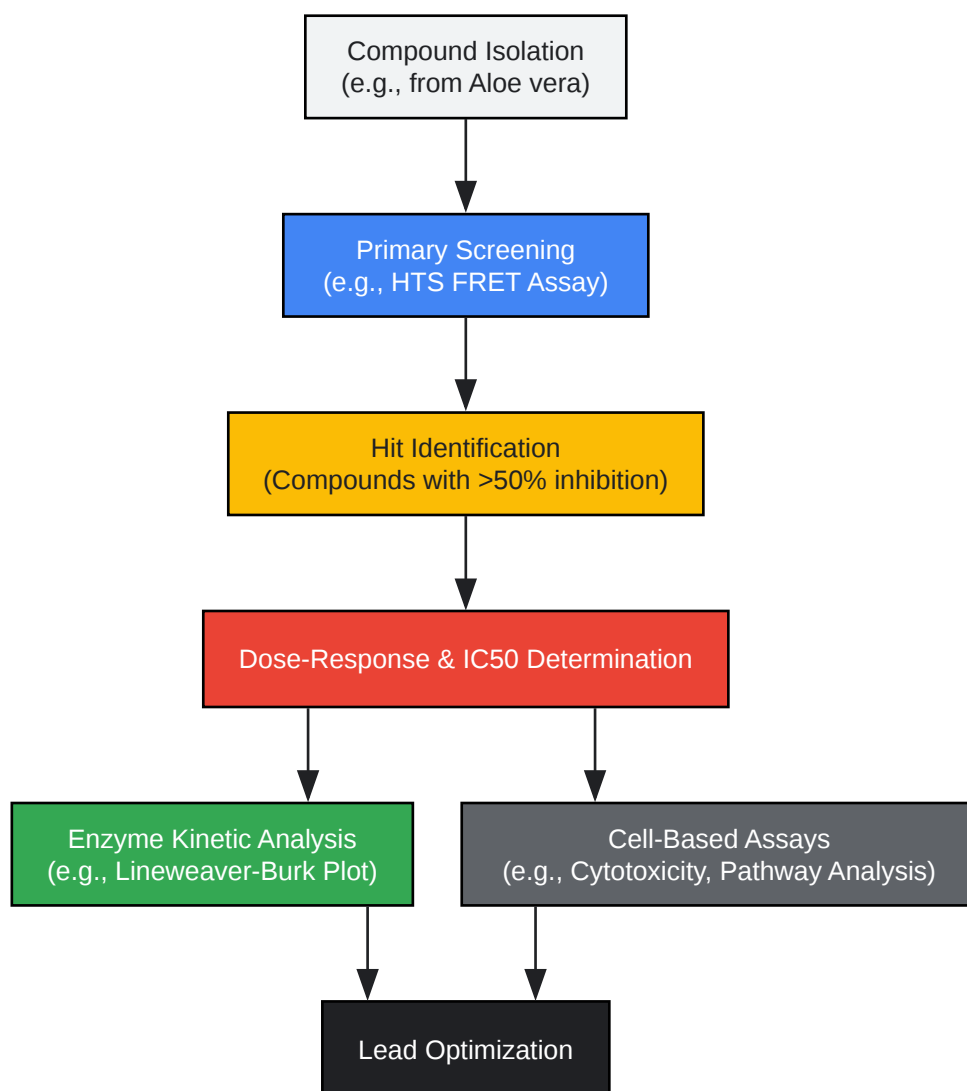 Compound Isolation
(e.g., from Aloe vera)
Primary Screening
(e.g., HTS FRET Assay)
Hit Identification
(Compounds with >50% inhibition)
Dose-Response & IC50 Determination
Enzyme Kinetic Analysis
(e.g., Lineweaver-Burk Plot)
Cell-Based Assays
(e.g., Cytotoxicity, Pathway Analysis)
Lead Optimization